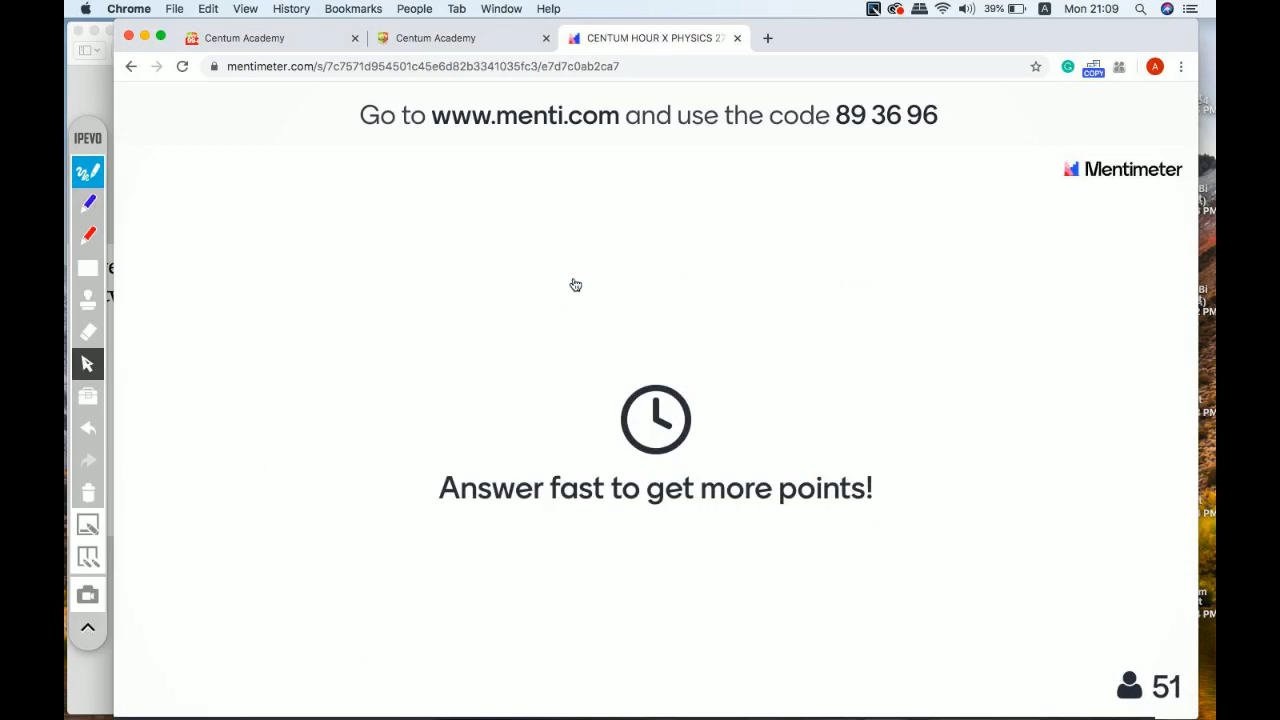 Chrome File Edit View History Bookmarks People Tab Window Help
39% A Mon 21:09
Centum Academy
Centum Academy
CENTUM HOUR X PHYSICS 27
mentimeter.com/s/7c7571d954501c45e6d82b3341035fc3/e7d7c0ab2ca7
COPY
A
IPEVO
Go to www.menti.com and use the code 89 36 96
Mentimeter
Answer fast to get more points!
51